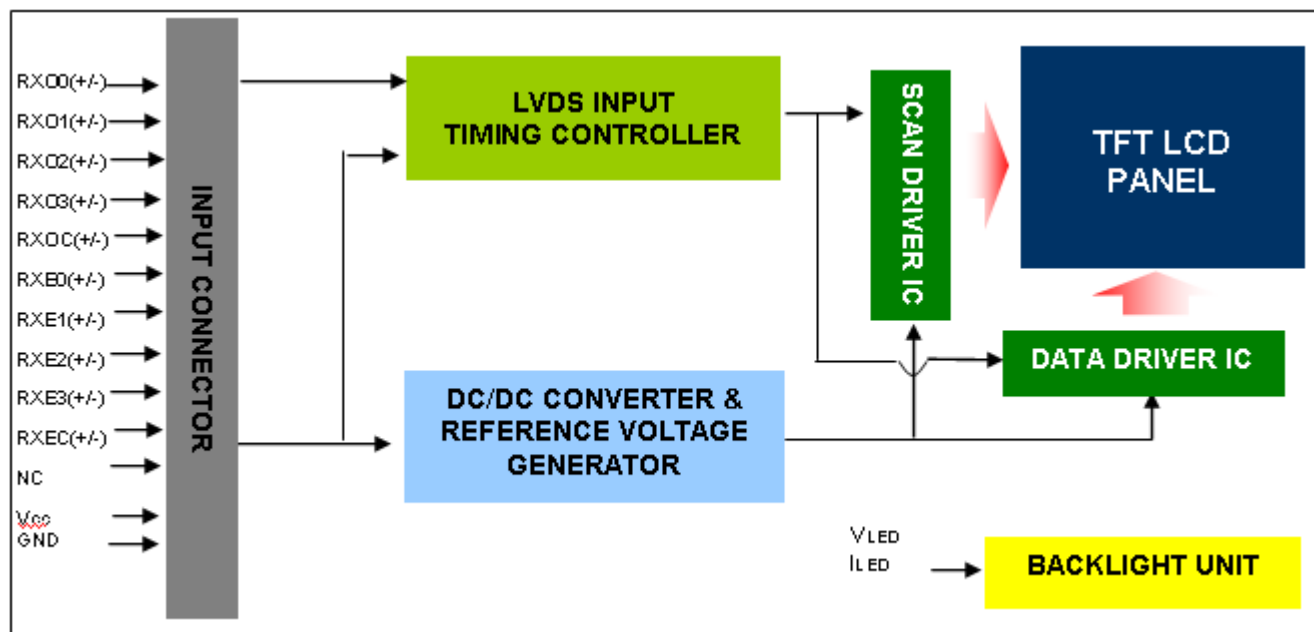 RXO0(+/-)
RXO1(+/-)
RXO2(+/-)
RXO3(+/-)
RXOC(+/-)
RXE0(+/-)
RXE1(+/-)
RXE2(+/-)
RXE3(+/-)
RXEC(+/-)
NC
Vcc
GND
INPUT CONNECTOR
LVDS INPUT
TIMING CONTROLLER
DC/DC CONVERTER &
REFERENCE VOLTAGE
GENERATOR
SCAN DRIVER IC
TFT LCD
PANEL
DATA DRIVER IC
VLED
ILED
BACKLIGHT UNIT